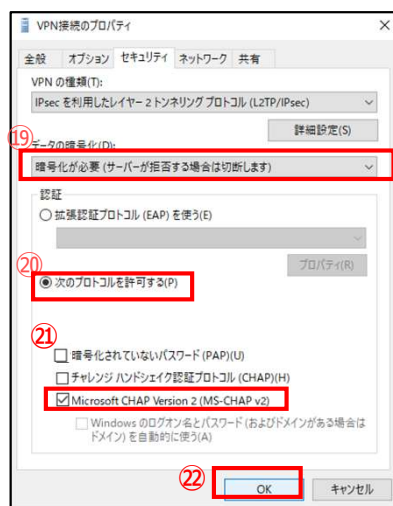 VPN接続のプロパティ
全般 オプション セキュリティ ネットワーク 共有
VPN の種類(T):
IPsec を利用したレイヤー 2 トンネリング プロトコル (L2TP/IPsec)
詳細設定(S)
⑲
データの暗号化(D):
暗号化が必要 (サーバーが拒否する場合は切断します)
認証
拡張認証プロトコル (EAP) を使う(E)
プロパティ(R)
⑳
次のプロトコルを許可する(P)
㉑
暗号化されていないパスワード (PAP)(U)
チャレンジ ハンドシェイク認証プロトコル (CHAP)(H)
Microsoft CHAP Version 2 (MS-CHAP v2)
Windows のログオン名とパスワード (およびドメインがある場合は
ドメイン) を自動的に使う(A)
㉒
OK キャンセル